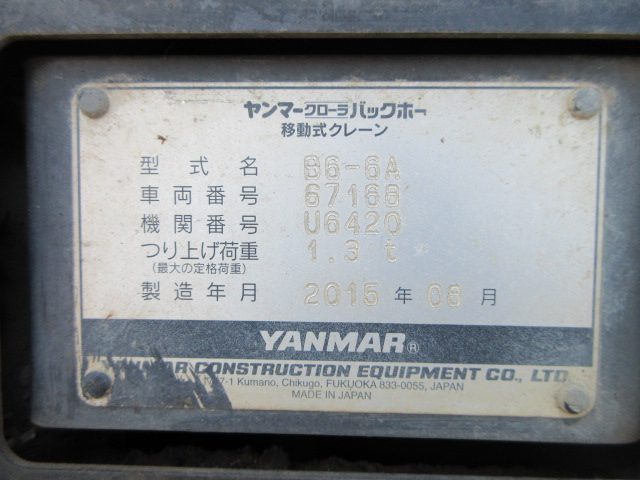 ヤンマークローラバックホー
移動式クレーン
型式名 B6-6A
車両番号 67168
機関番号 U6420
つり上げ荷重 1.3 t
(最大の定格荷重)
製造年月 2015 年 06 月
YANMAR®
CONSTRUCTION EQUIPMENT CO., LTD
Kumano, Chikugo, FUKUOKA 833-0055, JAPAN
MADE IN JAPAN